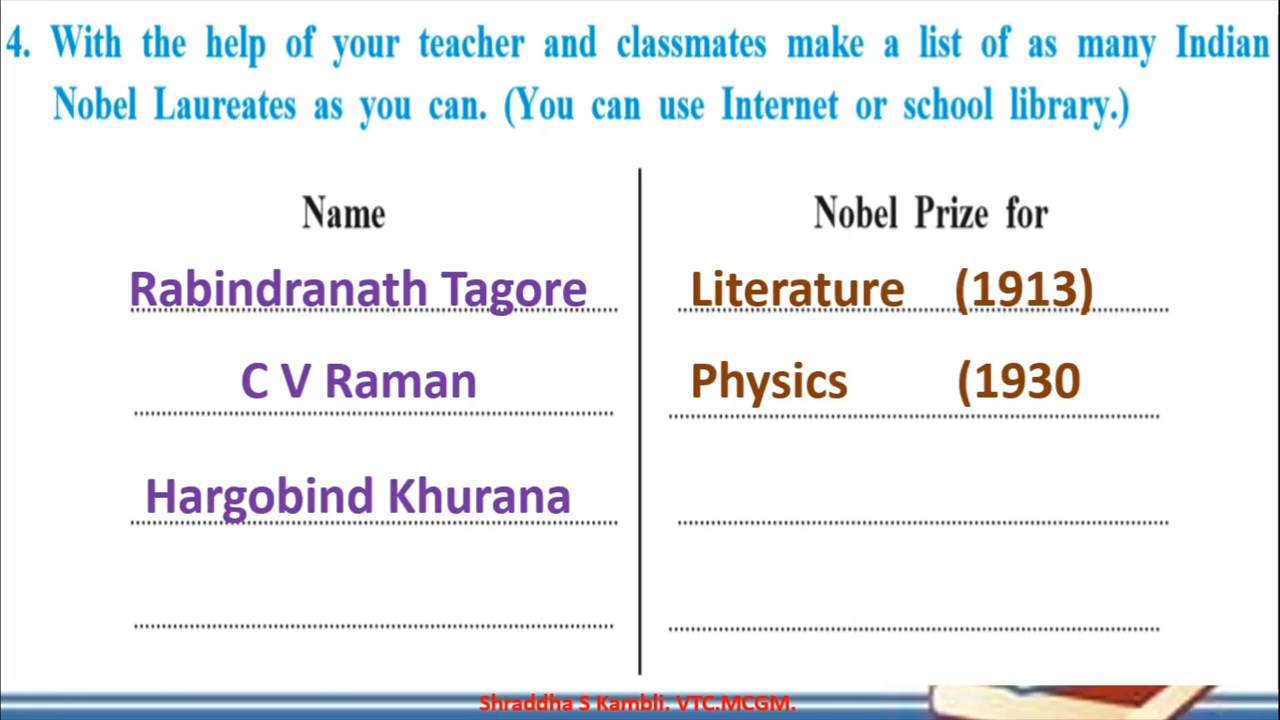 4. With the help of your teacher and classmates make a list of as many Indian
Nobel Laureates as you can. (You can use Internet or school library.)
Name Nobel Prize for
Rabindranath Tagore Literature (1913)
C V Raman Physics (1930
Hargobind Khurana
Shraddha S Kambli. VTC.MCGM.